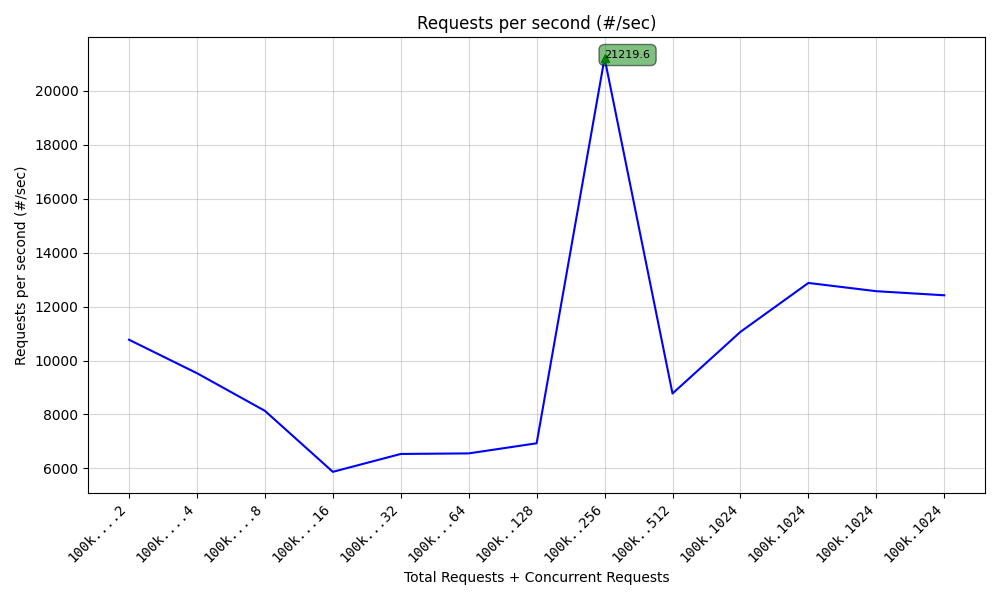 Requests per second (#/sec)
21219.6
20000
18000
16000
14000
12000
10000
8000
6000
Requests per second (#/sec)
100k....2
100k....4
100k....8
100k...16
100k...32
100k...64
100k..128
100k..256
100k..512
100k.1024
100k.1024
100k.1024
100k.1024
Total Requests + Concurrent Requests